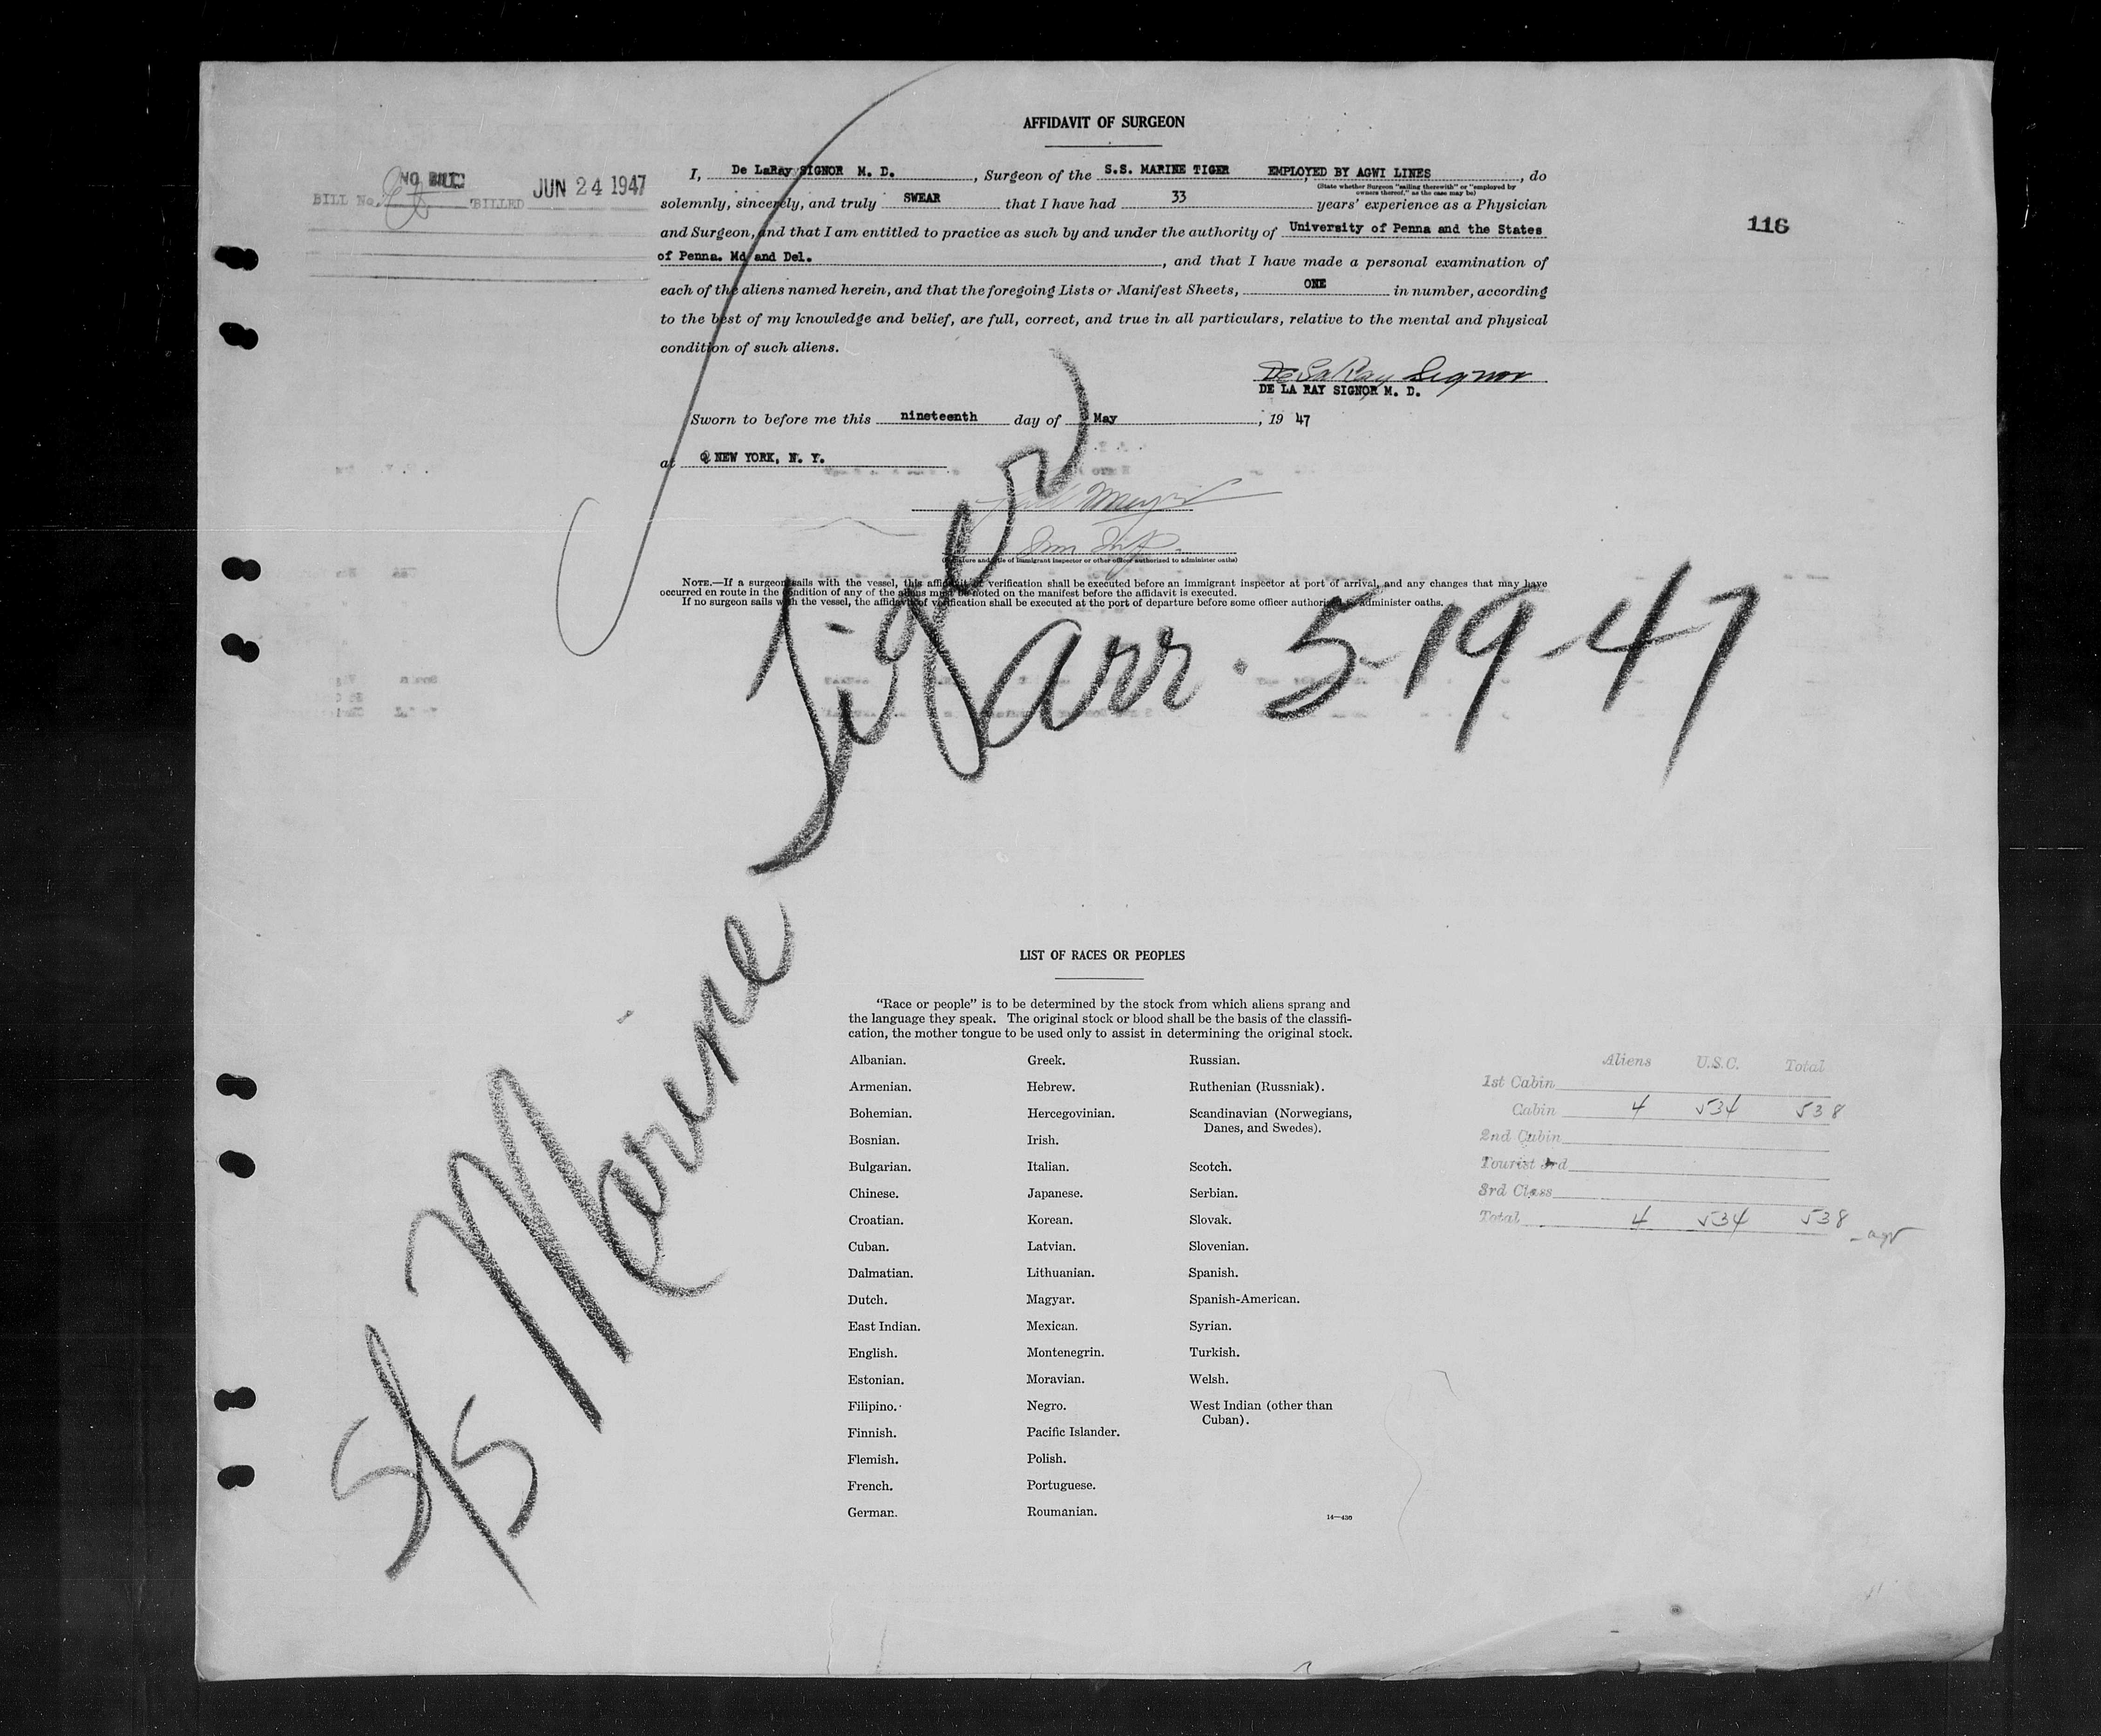 AFFIDAVIT OF SURGEON
I, De LaRay SIGNOR M. D., Surgeon of the S.S. MARINE TIGER EMPLOYED BY AGWI LINES, do
(State whether Surgeon "sailing therewith" or "employed by
owners thereof," as the case may be)
solemnly, sincerely, and truly SWEAR that I have had 33 years' experience as a Physician
and Surgeon, and that I am entitled to practice as such by and under the authority of University of Penna and the States
of Penna. Md and Del., and that I have made a personal examination of
each of the aliens named herein, and that the foregoing Lists or Manifest Sheets, ONE in number, according
to the best of my knowledge and belief, are full, correct, and true in all particulars, relative to the mental and physical
condition of such aliens.
NO BILL
BILL No. BILLED JUN 24 1947
116
De La Ray Signor
DE LA RAY SIGNOR M. D.
Sworn to before me this nineteenth day of May, 19 47
at NEW YORK, N. Y.
(Signature and title of immigrant inspector or other officer authorized to administer oaths)
NOTE.—If a surgeon sails with the vessel, this affidavit of verification shall be executed before an immigrant inspector at port of arrival, and any changes that may have
occurred en route in the condition of any of the aliens must be noted on the manifest before the affidavit is executed.
If no surgeon sails with the vessel, the affidavit of verification shall be executed at the port of departure before some officer authorized to administer oaths.
S/S Marine Tiger
arr. 5-19-47
LIST OF RACES OR PEOPLES
"Race or people" is to be determined by the stock from which aliens sprang and
the language they speak. The original stock or blood shall be the basis of the classifi-
cation, the mother tongue to be used only to assist in determining the original stock.
Albanian.
Armenian.
Bohemian.
Bosnian.
Bulgarian.
Chinese.
Croatian.
Cuban.
Dalmatian.
Dutch.
East Indian.
English.
Estonian.
Filipino.
Finnish.
Flemish.
French.
German.
Greek.
Hebrew.
Hercegovinian.
Irish.
Italian.
Japanese.
Korean.
Latvian.
Lithuanian.
Magyar.
Mexican.
Montenegrin.
Moravian.
Negro.
Pacific Islander.
Polish.
Portuguese.
Roumanian.
Russian.
Ruthenian (Russniak).
Scandinavian (Norwegians,
Danes, and Swedes).
Scotch.
Serbian.
Slovak.
Slovenian.
Spanish.
Spanish-American.
Syrian.
Turkish.
Welsh.
West Indian (other than
Cuban).
14—430
Aliens U.S.C. Total
1st Cabin
Cabin 4 534 538
2nd Cabin
Tourist 3rd
3rd Class
Total 4 534 538